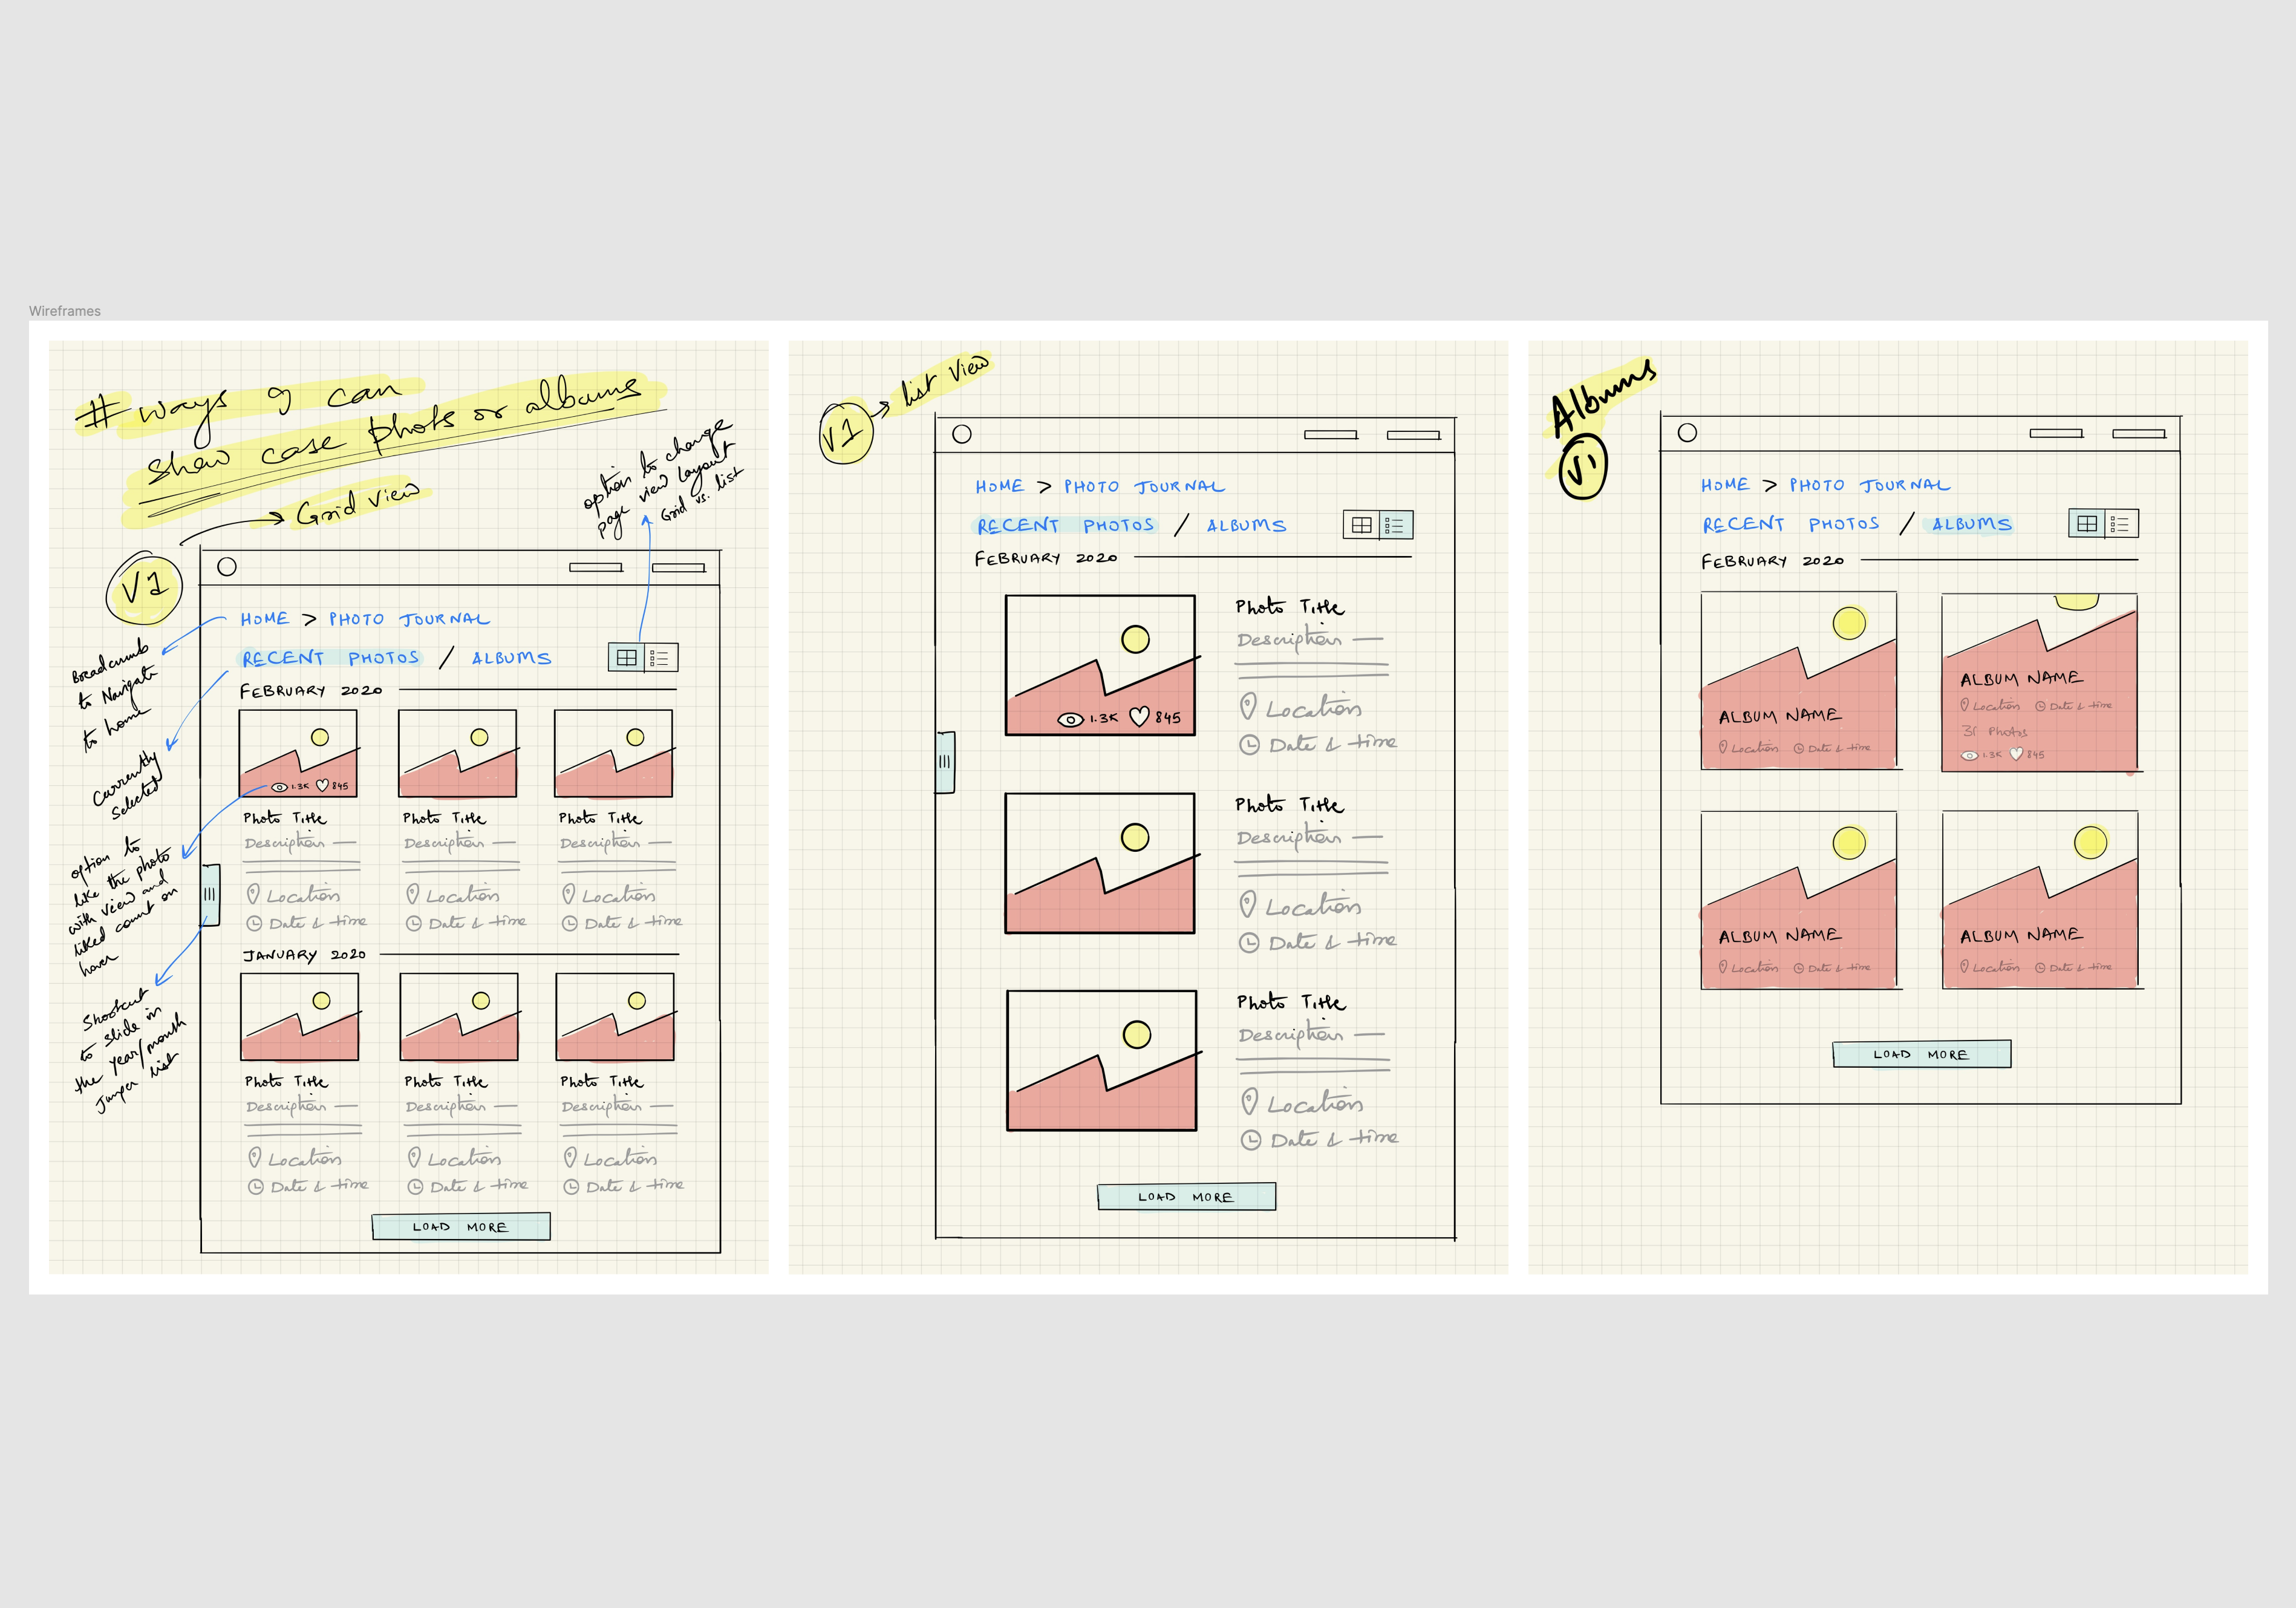 Wireframes
# ways I can
Show case photos or albums
Grid View
V1
option to change
page view layout
Grid vs. list
HOME > PHOTO JOURNAL
RECENT PHOTOS / ALBUMS
FEBRUARY 2020
1.3K 845
Photo Title Photo Title Photo Title
Description Description Description
Location Location Location
Date & time Date & time Date & time
JANUARY 2020
Photo Title Photo Title Photo Title
Description Description Description
Location Location Location
Date & time Date & time Date & time
LOAD MORE
Breadcrumb
to Navigate
to home
Currently
selected
option to
like the photo
with view and
liked count on
hover
Shortcut
to slide in
the year/month
Jumper list
V1
list View
HOME > PHOTO JOURNAL
RECENT PHOTOS / ALBUMS
FEBRUARY 2020
1.3K 845
Photo Title
Description
Location
Date & time
Photo Title
Description
Location
Date & time
Photo Title
Description
Location
Date & time
LOAD MORE
Albums
V1
HOME > PHOTO JOURNAL
RECENT PHOTOS / ALBUMS
FEBRUARY 2020
ALBUM NAME
Location Date & time
ALBUM NAME
Location Date & time
31 Photos
1.3K 845
ALBUM NAME ALBUM NAME
Location Date & time Location Date & time
LOAD MORE